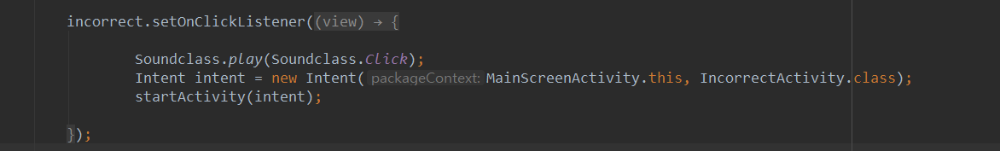 incorrect.setOnClickListener((view) → {
Soundclass.play(Soundclass.Click);
Intent intent = new Intent( packageContext: MainScreenActivity.this, IncorrectActivity.class);
startActivity(intent);
});